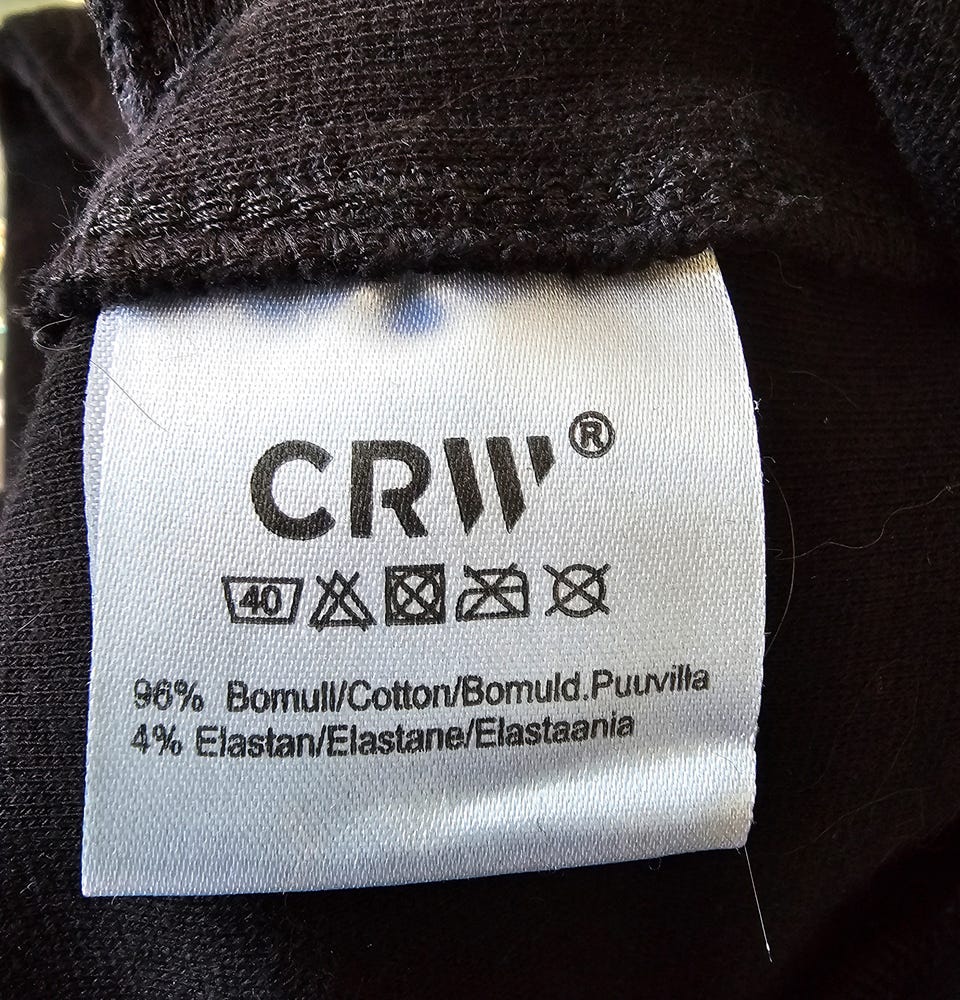 CRW®
40
96% Bomull/Cotton/Bomuld.Puuvilla
4% Elastan/Elastane/Elastaania